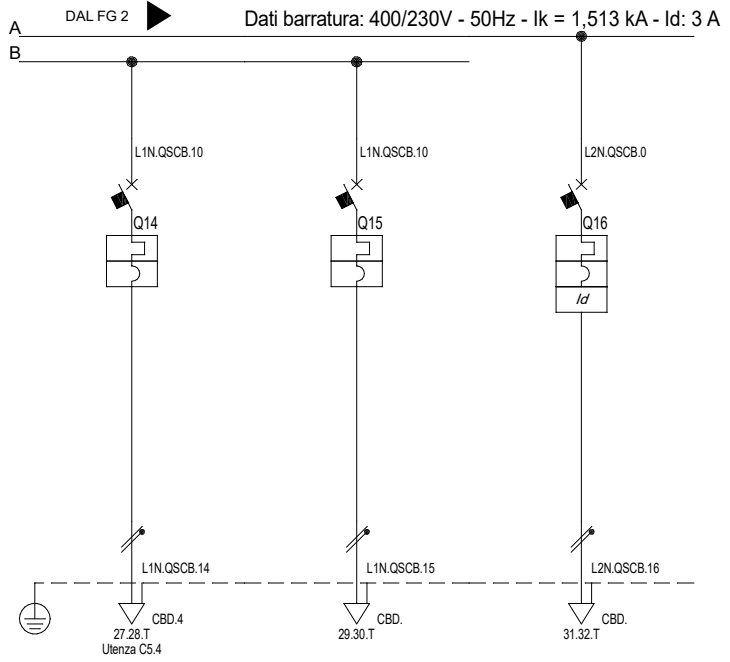 DAL FG 2
Dati barratura: 400/230V - 50Hz - Ik = 1,513 kA - Id: 3 A
A
B
L1N.QSCB.10
L1N.QSCB.10
L2N.QSCB.0
Q14
Q15
Q16
Id
L1N.QSCB.14
L1N.QSCB.15
L2N.QSCB.16
CBD.4
CBD.
CBD.
27.28.T
29.30.T
31.32.T
Utenza C5.4